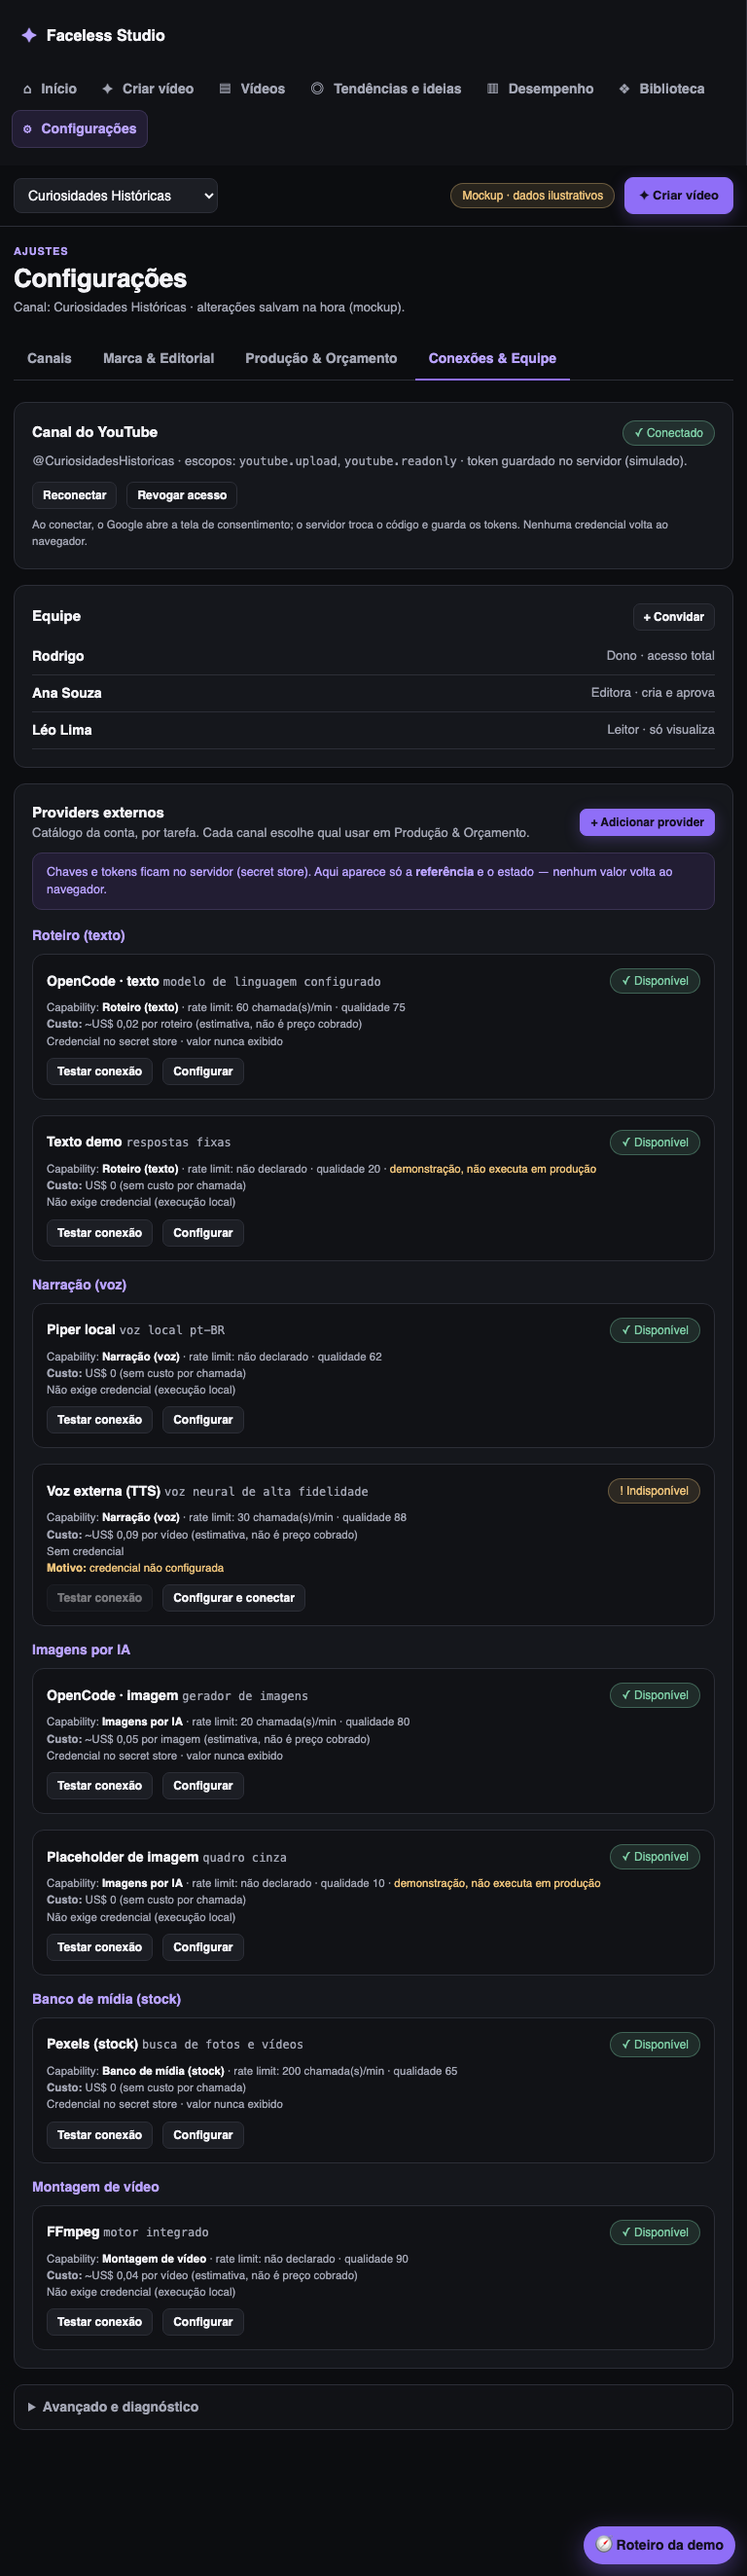 Faceless Studio
Início
Criar vídeo
Vídeos
Tendências e ideias
Desempenho
Biblioteca
Configurações
Curiosidades Históricas
Mockup · dados ilustrativos
✦ Criar vídeo
AJUSTES
Configurações
Canal: Curiosidades Históricas · alterações salvam na hora (mockup).
Canais
Marca & Editorial
Produção & Orçamento
Conexões & Equipe
Canal do YouTube
✓ Conectado
@CuriosidadesHistoricas · escopos: youtube.upload, youtube.readonly · token guardado no servidor (simulado).
Reconectar
Revogar acesso
Ao conectar, o Google abre a tela de consentimento; o servidor troca o código e guarda os tokens. Nenhuma credencial volta ao
navegador.
Equipe
+ Convidar
Rodrigo
Dono · acesso total
Ana Souza
Editora · cria e aprova
Léo Lima
Leitor · só visualiza
Providers externos
Catálogo da conta, por tarefa. Cada canal escolhe qual usar em Produção & Orçamento.
+ Adicionar provider
Chaves e tokens ficam no servidor (secret store). Aqui aparece só a referência e o estado — nenhum valor volta ao
navegador.
Roteiro (texto)
OpenCode · texto modelo de linguagem configurado
✓ Disponível
Capability: Roteiro (texto) · rate limit: 60 chamada(s)/min · qualidade 75
Custo: ~US$ 0,02 por roteiro (estimativa, não é preço cobrado)
Credencial no secret store · valor nunca exibido
Testar conexão
Configurar
Texto demo respostas fixas
✓ Disponível
Capability: Roteiro (texto) · rate limit: não declarado · qualidade 20 · demonstração, não executa em produção
Custo: US$ 0 (sem custo por chamada)
Não exige credencial (execução local)
Testar conexão
Configurar
Narração (voz)
Piper local voz local pt-BR
✓ Disponível
Capability: Narração (voz) · rate limit: não declarado · qualidade 62
Custo: US$ 0 (sem custo por chamada)
Não exige credencial (execução local)
Testar conexão
Configurar
Voz externa (TTS) voz neural de alta fidelidade
! Indisponível
Capability: Narração (voz) · rate limit: 30 chamada(s)/min · qualidade 88
Custo: ~US$ 0,09 por vídeo (estimativa, não é preço cobrado)
Sem credencial
Motivo: credencial não configurada
Testar conexão
Configurar e conectar
Imagens por IA
OpenCode · imagem gerador de imagens
✓ Disponível
Capability: Imagens por IA · rate limit: 20 chamada(s)/min · qualidade 80
Custo: ~US$ 0,05 por imagem (estimativa, não é preço cobrado)
Credencial no secret store · valor nunca exibido
Testar conexão
Configurar
Placeholder de imagem quadro cinza
✓ Disponível
Capability: Imagens por IA · rate limit: não declarado · qualidade 10 · demonstração, não executa em produção
Custo: US$ 0 (sem custo por chamada)
Não exige credencial (execução local)
Testar conexão
Configurar
Banco de mídia (stock)
Pexels (stock) busca de fotos e vídeos
✓ Disponível
Capability: Banco de mídia (stock) · rate limit: 200 chamada(s)/min · qualidade 65
Custo: US$ 0 (sem custo por chamada)
Credencial no secret store · valor nunca exibido
Testar conexão
Configurar
Montagem de vídeo
FFmpeg motor integrado
✓ Disponível
Capability: Montagem de vídeo · rate limit: não declarado · qualidade 90
Custo: ~US$ 0,04 por vídeo (estimativa, não é preço cobrado)
Não exige credencial (execução local)
Testar conexão
Configurar
▶ Avançado e diagnóstico
Roteiro da demo